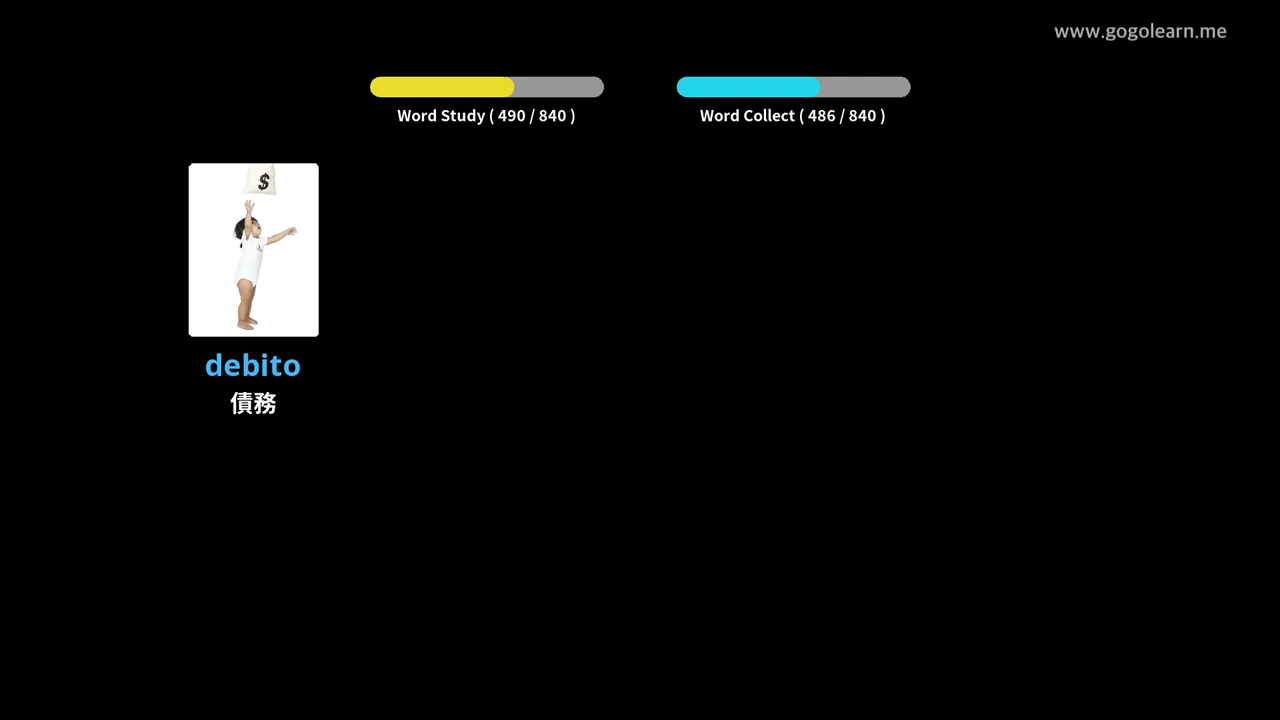 www.gogolearn.me
Word Study ( 490 / 840 )
Word Collect ( 486 / 840 )
$
debito
債務